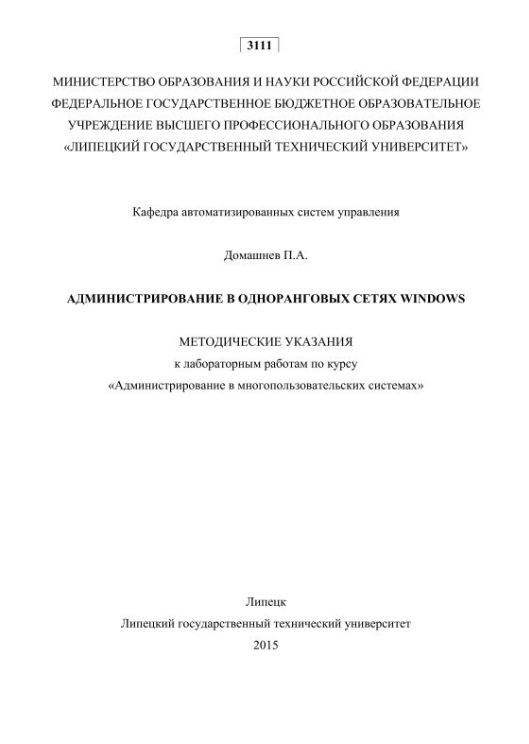 3111
МИНИСТЕРСТВО ОБРАЗОВАНИЯ И НАУКИ РОССИЙСКОЙ ФЕДЕРАЦИИ
ФЕДЕРАЛЬНОЕ ГОСУДАРСТВЕННОЕ БЮДЖЕТНОЕ ОБРАЗОВАТЕЛЬНОЕ
УЧРЕЖДЕНИЕ ВЫСШЕГО ПРОФЕССИОНАЛЬНОГО ОБРАЗОВАНИЯ
«ЛИПЕЦКИЙ ГОСУДАРСТВЕННЫЙ ТЕХНИЧЕСКИЙ УНИВЕРСИТЕТ»
Кафедра автоматизированных систем управления
Домашнев П.А.
АДМИНИСТРИРОВАНИЕ В ОДНОРАНГОВЫХ СЕТЯХ WINDOWS
МЕТОДИЧЕСКИЕ УКАЗАНИЯ
к лабораторным работам по курсу
«Администрирование в многопользовательских системах»
Липецк
Липецкий государственный технический университет
2015